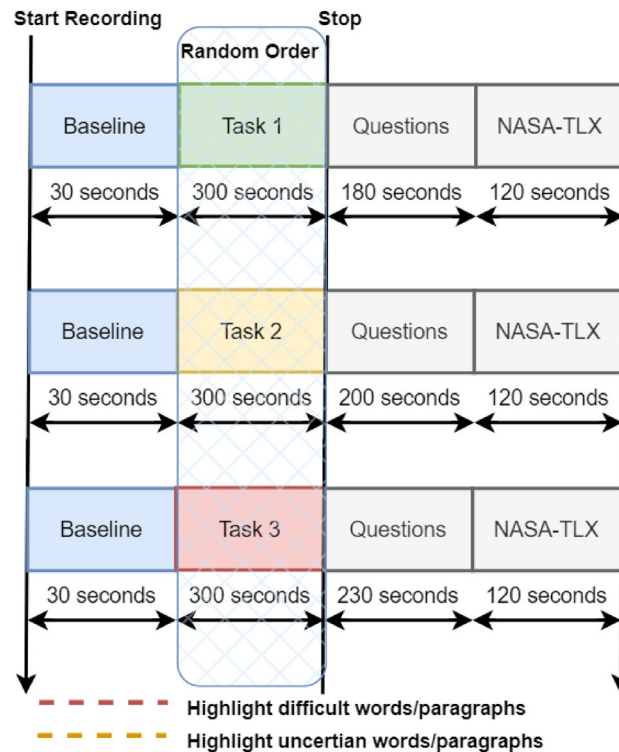 Start Recording Stop
Random Order
Baseline Task 1 Questions NASA-TLX
30 seconds 300 seconds 180 seconds 120 seconds
Baseline Task 2 Questions NASA-TLX
30 seconds 300 seconds 200 seconds 120 seconds
Baseline Task 3 Questions NASA-TLX
30 seconds 300 seconds 230 seconds 120 seconds
Highlight difficult words/paragraphs
Highlight uncertian words/paragraphs